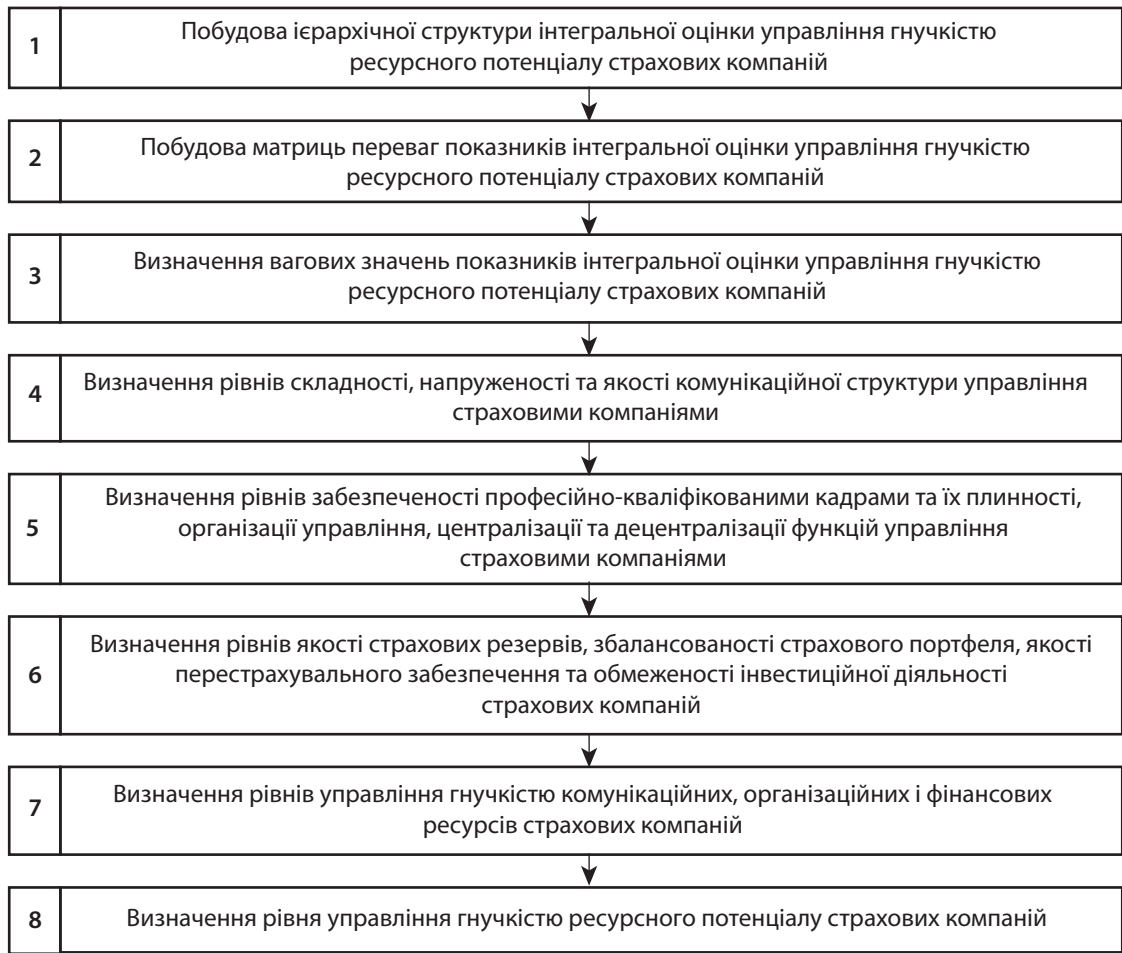 1
Побудова ієрархічної структури інтегральної оцінки управління гнучкістю
ресурсного потенціалу страхових компаній
2
Побудова матриць переваг показників інтегральної оцінки управління гнучкістю
ресурсного потенціалу страхових компаній
3
Визначення вагових значень показників інтегральної оцінки управління гнучкістю
ресурсного потенціалу страхових компаній
4
Визначення рівнів складності, напруженості та якості комунікаційної структури управління
страховими компаніями
5
Визначення рівнів забезпеченості професійно-кваліфікованими кадрами та їх плинності,
організації управління, централізації та децентралізації функцій управління
страховими компаніями
6
Визначення рівнів якості страхових резервів, збалансованості страхового портфеля, якості
перестрахувального забезпечення та обмеженості інвестиційної діяльності
страхових компаній
7
Визначення рівнів управління гнучкістю комунікаційних, організаційних і фінансових
ресурсів страхових компаній
8
Визначення рівня управління гнучкістю ресурсного потенціалу страхових компаній